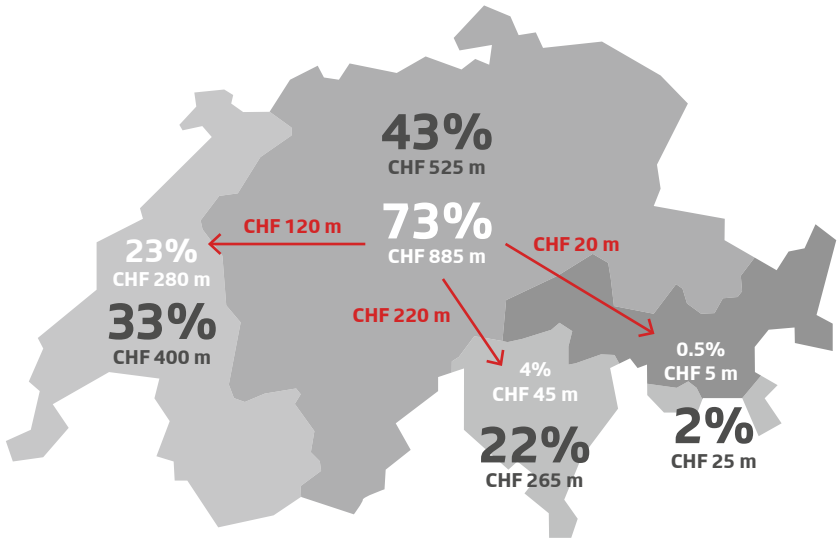 43%
CHF 525 m
73%
CHF 885 m
CHF 120 m
CHF 20 m
CHF 220 m
23%
CHF 280 m
33%
CHF 400 m
4%
CHF 45 m
22%
CHF 265 m
0.5%
CHF 5 m
2%
CHF 25 m